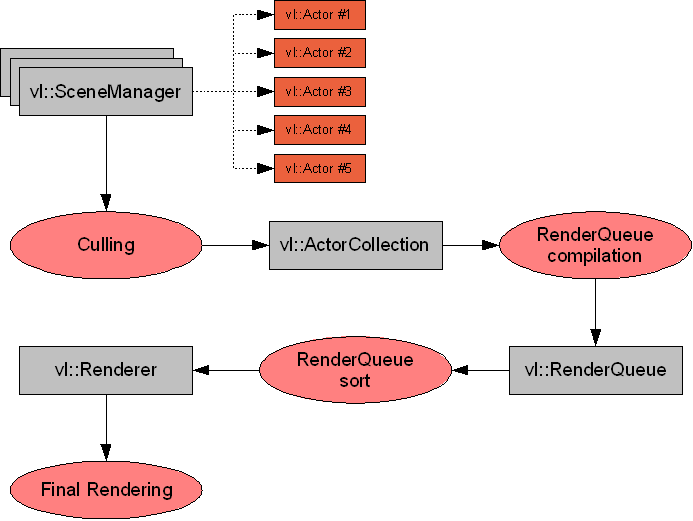 vl::Actor #1
vl::Actor #2
vl::SceneManager
vl::Actor #3
vl::Actor #4
vl::Actor #5
Culling
vl::ActorCollection
RenderQueue
compilation
vl::Renderer
RenderQueue
sort
vl::RenderQueue
Final Rendering